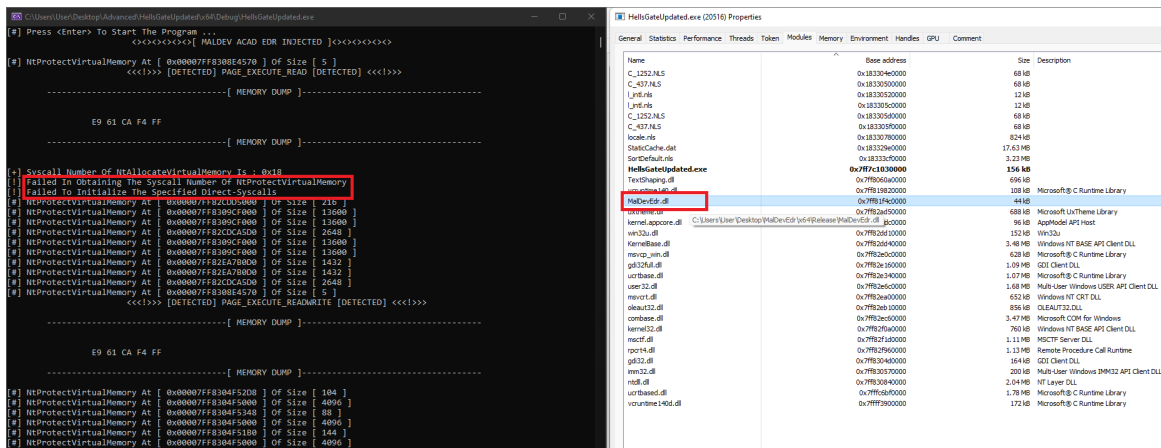 C:\Users\User\Desktop\Advanced\HellsGateUpdated\x64\Debug\HellsGateUpdated.exe
[#] Press <Enter> To Start The Program ...
<><><><><>[ MALDEV ACAD EDR INJECTED ]<><><><><>
[#] NtProtectVirtualMemory At [ 0x00007FF8308E4570 ] Of Size [ 5 ]
<<<!>>> [DETECTED] PAGE_EXECUTE_READ [DETECTED] <<<!>>>
------------------------------------[ MEMORY DUMP ]------------------------------------
E9 61 CA F4 FF
------------------------------------[ MEMORY DUMP ]------------------------------------
[+] Syscall Number Of NtAllocateVirtualMemory Is : 0x18
[!] Failed In Obtaining The Syscall Number Of NtProtectVirtualMemory
[!] Failed To Initialize The Specified Direct-Syscalls
[#] NtProtectVirtualMemory At [ 0x00007FF82CDD5000 ] Of Size [ 216 ]
[#] NtProtectVirtualMemory At [ 0x00007FF8309CF000 ] Of Size [ 13600 ]
[#] NtProtectVirtualMemory At [ 0x00007FF8309CF000 ] Of Size [ 13600 ]
[#] NtProtectVirtualMemory At [ 0x00007FF82CDCA5D0 ] Of Size [ 2648 ]
[#] NtProtectVirtualMemory At [ 0x00007FF8309CF000 ] Of Size [ 13600 ]
[#] NtProtectVirtualMemory At [ 0x00007FF8309CF000 ] Of Size [ 13600 ]
[#] NtProtectVirtualMemory At [ 0x00007FF82EA7B0D0 ] Of Size [ 1432 ]
[#] NtProtectVirtualMemory At [ 0x00007FF82EA7B0D0 ] Of Size [ 1432 ]
[#] NtProtectVirtualMemory At [ 0x00007FF82CDCA5D0 ] Of Size [ 2648 ]
[#] NtProtectVirtualMemory At [ 0x00007FF8308E4570 ] Of Size [ 5 ]
<<<!>>> [DETECTED] PAGE_EXECUTE_READWRITE [DETECTED] <<<!>>>
------------------------------------[ MEMORY DUMP ]------------------------------------
E9 61 CA F4 FF
------------------------------------[ MEMORY DUMP ]------------------------------------
[#] NtProtectVirtualMemory At [ 0x00007FF8304F52D8 ] Of Size [ 104 ]
[#] NtProtectVirtualMemory At [ 0x00007FF8304F5000 ] Of Size [ 4096 ]
[#] NtProtectVirtualMemory At [ 0x00007FF8304F5348 ] Of Size [ 88 ]
[#] NtProtectVirtualMemory At [ 0x00007FF8304F5000 ] Of Size [ 4096 ]
[#] NtProtectVirtualMemory At [ 0x00007FF8304F5180 ] Of Size [ 144 ]
[#] NtProtectVirtualMemory At [ 0x00007FF8304F5000 ] Of Size [ 4096 ]
HellsGateUpdated.exe (20516) Properties
General Statistics Performance Threads Token Modules Memory Environment Handles GPU Comment
Name Base address Size Description
C_1252.NLS 0x183304e0000 68 kB
C_437.NLS 0x18330500000 68 kB
l_intl.nls 0x18330520000 12 kB
l_intl.nls 0x183305c0000 12 kB
C_1252.NLS 0x183305d0000 68 kB
C_437.NLS 0x183305f0000 68 kB
locale.nls 0x18330780000 824 kB
StaticCache.dat 0x183329e0000 17.63 MB
SortDefault.nls 0x18333cf0000 3.23 MB
HellsGateUpdated.exe 0x7ff7c1030000 156 kB
TextShaping.dll 0x7ff8060a0000 696 kB
vcruntime140.dll 0x7ff819820000 108 kB Microsoft® C Runtime Library
MalDevEdr.dll 0x7ff81f4c0000 44 kB
uxtheme.dll 0x7ff82ad50000 688 kB Microsoft UxTheme Library
kernel.appcore.dll C:\Users\User\Desktop\MalDevEdr\x64\Release\MalDevEdr.dll 96 kB AppModel API Host
win32u.dll 0x7ff82dd10000 152 kB Win32u
KernelBase.dll 0x7ff82dd40000 3.48 MB Windows NT BASE API Client DLL
msvcp_win.dll 0x7ff82e0c0000 628 kB Microsoft® C Runtime Library
gdi32full.dll 0x7ff82e160000 1.09 MB GDI Client DLL
ucrtbase.dll 0x7ff82e340000 1.07 MB Microsoft® C Runtime Library
user32.dll 0x7ff82e6c0000 1.68 MB Multi-User Windows USER API Client DLL
msvcrt.dll 0x7ff82ea00000 652 kB Windows NT CRT DLL
oleaut32.dll 0x7ff82eb10000 856 kB OLEAUT32.DLL
combase.dll 0x7ff82ec60000 3.47 MB Microsoft COM for Windows
kernel32.dll 0x7ff82f0a0000 760 kB Windows NT BASE API Client DLL
msctf.dll 0x7ff82f1d0000 1.11 MB MSCTF Server DLL
rpcrt4.dll 0x7ff82f960000 1.13 MB Remote Procedure Call Runtime
gdi32.dll 0x7ff8304d0000 164 kB GDI Client DLL
imm32.dll 0x7ff830570000 200 kB Multi-User Windows IMM32 API Client DLL
ntdll.dll 0x7ff830840000 2.04 MB NT Layer DLL
ucrtbased.dll 0x7fffc6bf0000 1.78 MB Microsoft® C Runtime Library
vcruntime140d.dll 0x7ffff3900000 172 kB Microsoft® C Runtime Library